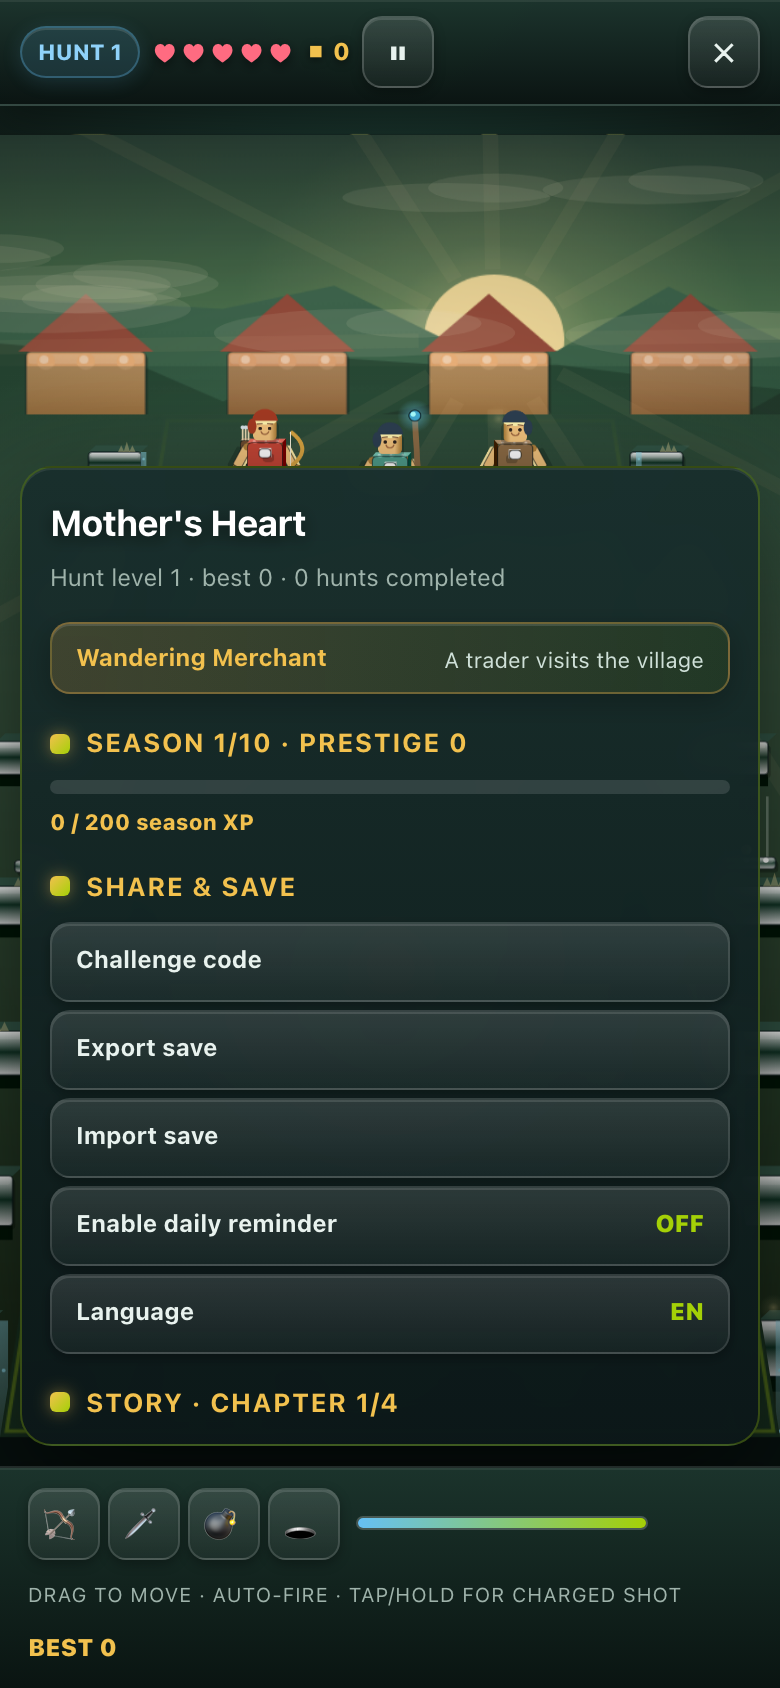 HUNT 1
0
Mother's Heart
Hunt level 1 · best 0 · 0 hunts completed
Wandering Merchant
A trader visits the village
SEASON 1/10 · PRESTIGE 0
0 / 200 season XP
SHARE & SAVE
Challenge code
Export save
Import save
Enable daily reminder OFF
Language EN
STORY · CHAPTER 1/4
DRAG TO MOVE · AUTO-FIRE · TAP/HOLD FOR CHARGED SHOT
BEST 0